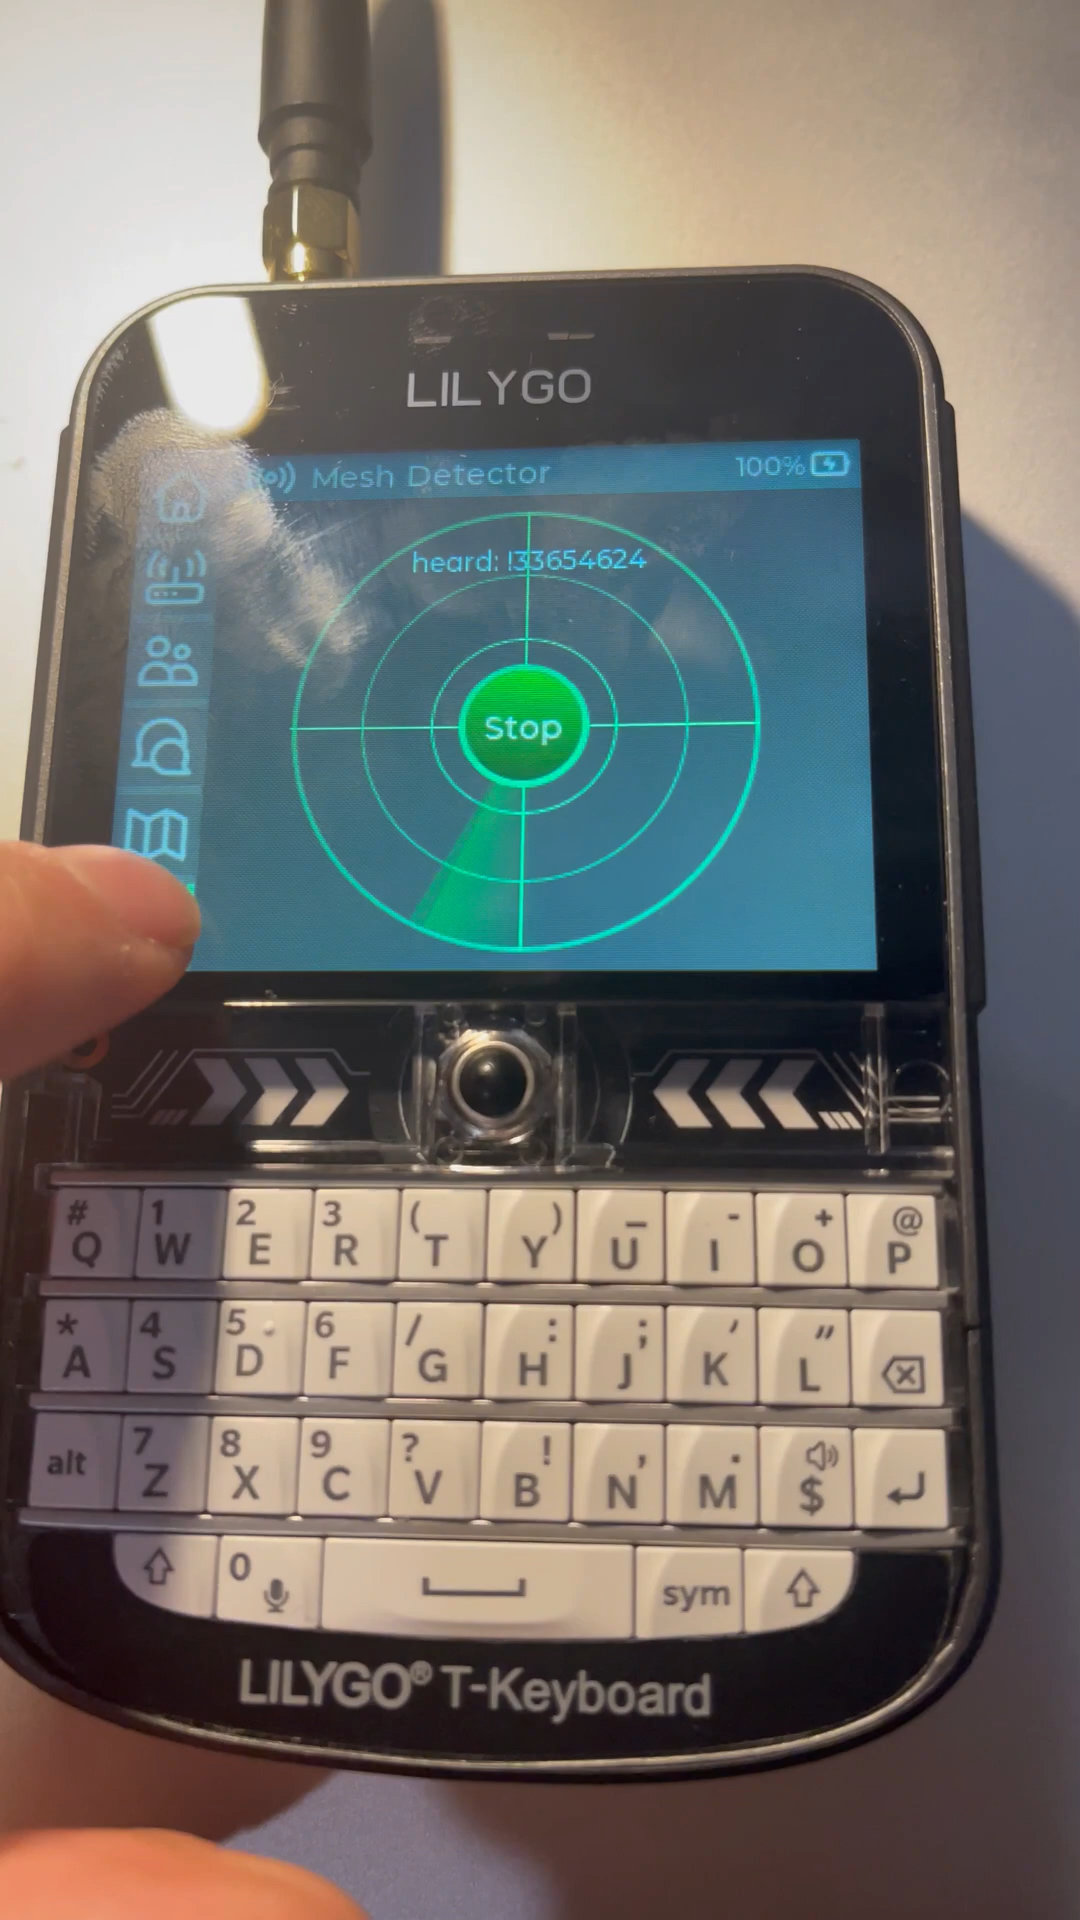 LILYGO
Mesh Detector 100%
heard: !33654624
Stop
# 1 2 3 ( ) _ - + @
Q W E R T Y U I O P
* 4 5 6 / : ; ' "
A S D F G H J K L
alt 7 8 9 ? ! , .
Z X C V B N M $
0 sym
LILYGO® T-Keyboard